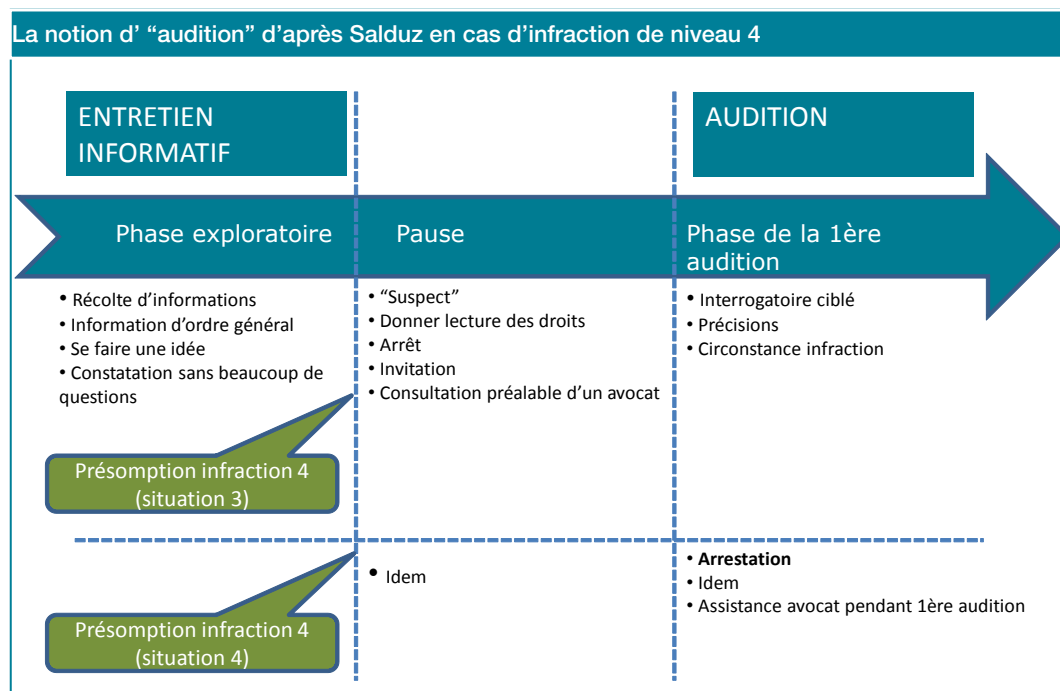 La notion d' “audition” d'après Salduz en cas d'infraction de niveau 4
ENTRETIEN
INFORMATIF
AUDITION
Phase exploratoire
Pause
Phase de la 1ère
audition
• Récolte d'informations
• Information d'ordre général
• Se faire une idée
• Constatation sans beaucoup de
questions
• “Suspect”
• Donner lecture des droits
• Arrêt
• Invitation
• Consultation préalable d'un avocat
• Interrogatoire ciblé
• Précisions
• Circonstance infraction
Présomption infraction 4
(situation 3)
Présomption infraction 4
(situation 4)
• Idem
• Arrestation
• Idem
• Assistance avocat pendant 1ère audition